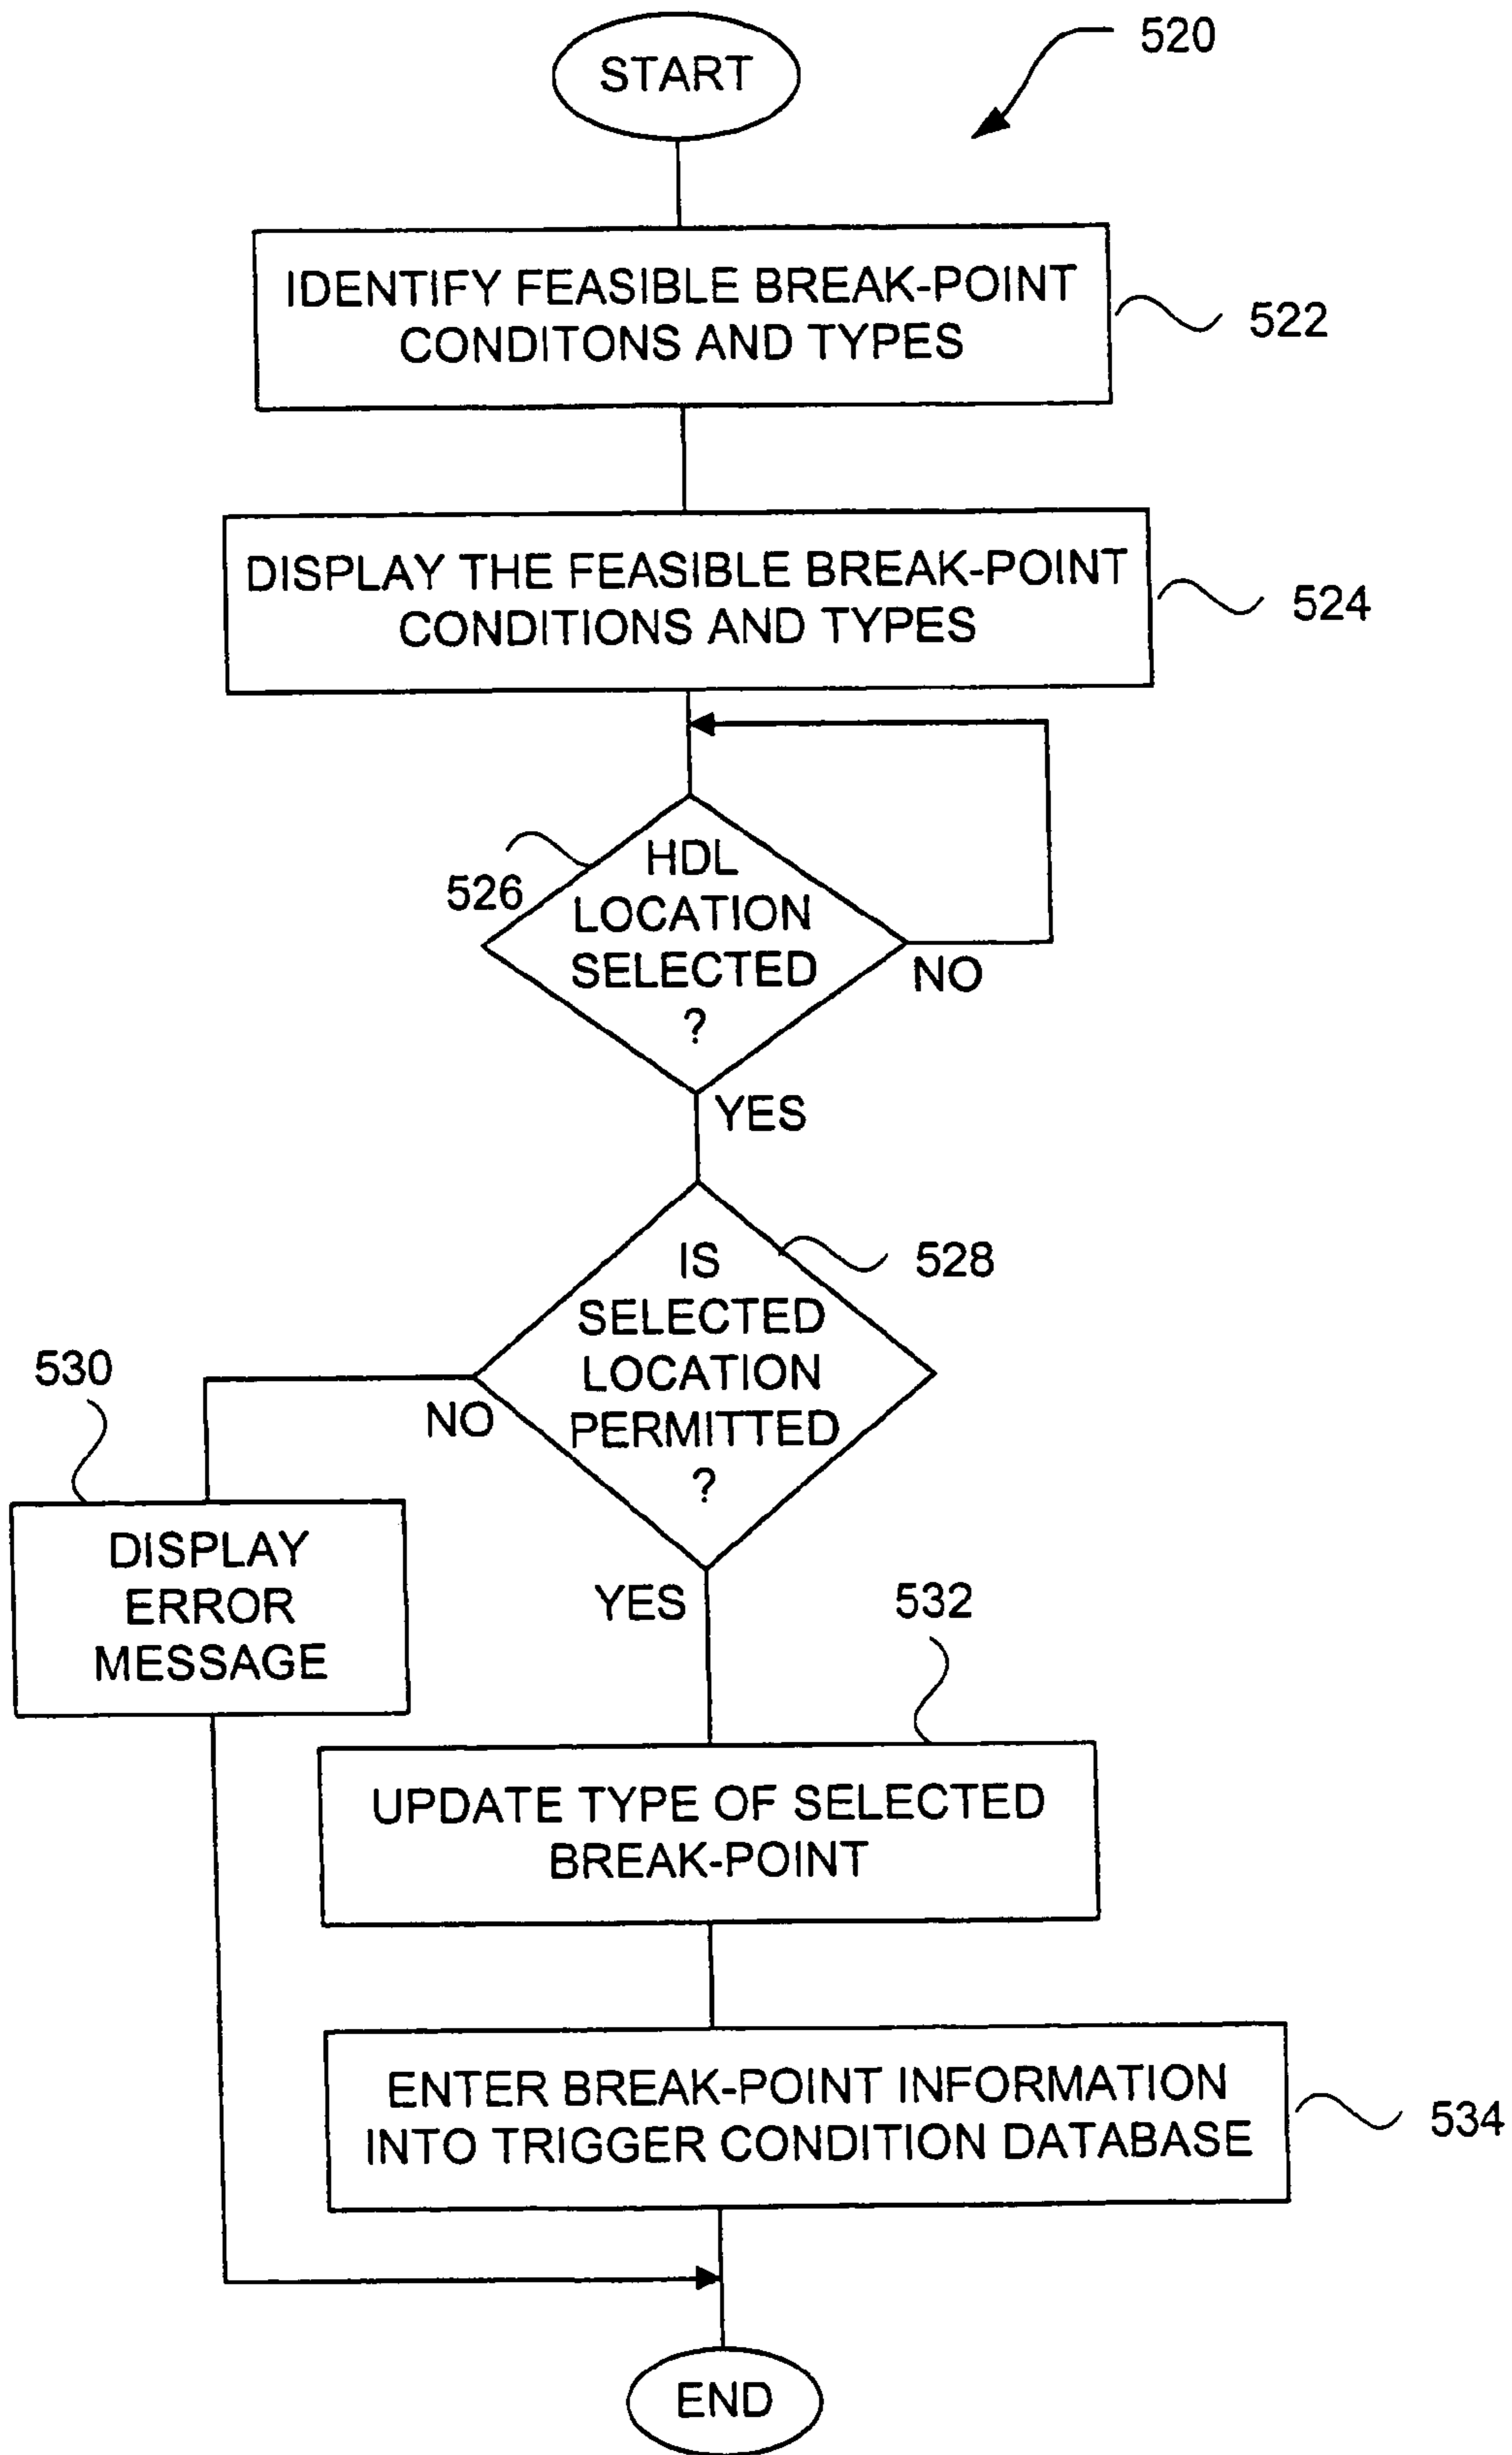 START
520
IDENTIFY FEASIBLE BREAK-POINT
CONDITONS AND TYPES
522
DISPLAY THE FEASIBLE BREAK-POINT
CONDITIONS AND TYPES
524
526
HDL
LOCATION
SELECTED
?
NO
YES
528
IS
SELECTED
LOCATION
PERMITTED
?
NO
530
DISPLAY
ERROR
MESSAGE
YES
532
UPDATE TYPE OF SELECTED
BREAK-POINT
ENTER BREAK-POINT INFORMATION
INTO TRIGGER CONDITION DATABASE
534
END